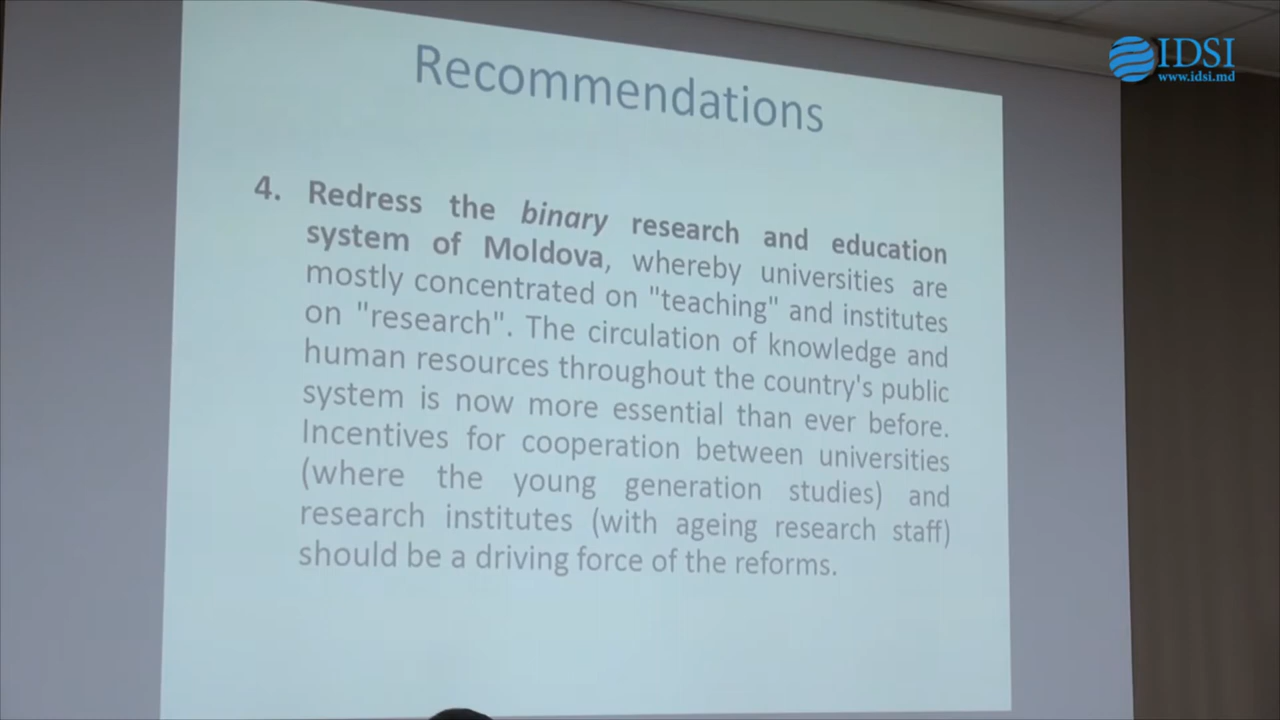 IDSI
www.idsi.md
Recommendations
4. Redress the binary research and education
system of Moldova, whereby universities are
mostly concentrated on "teaching" and institutes
on "research". The circulation of knowledge and
human resources throughout the country's public
system is now more essential than ever before.
Incentives for cooperation between universities
(where the young generation studies) and
research institutes (with ageing research staff)
should be a driving force of the reforms.